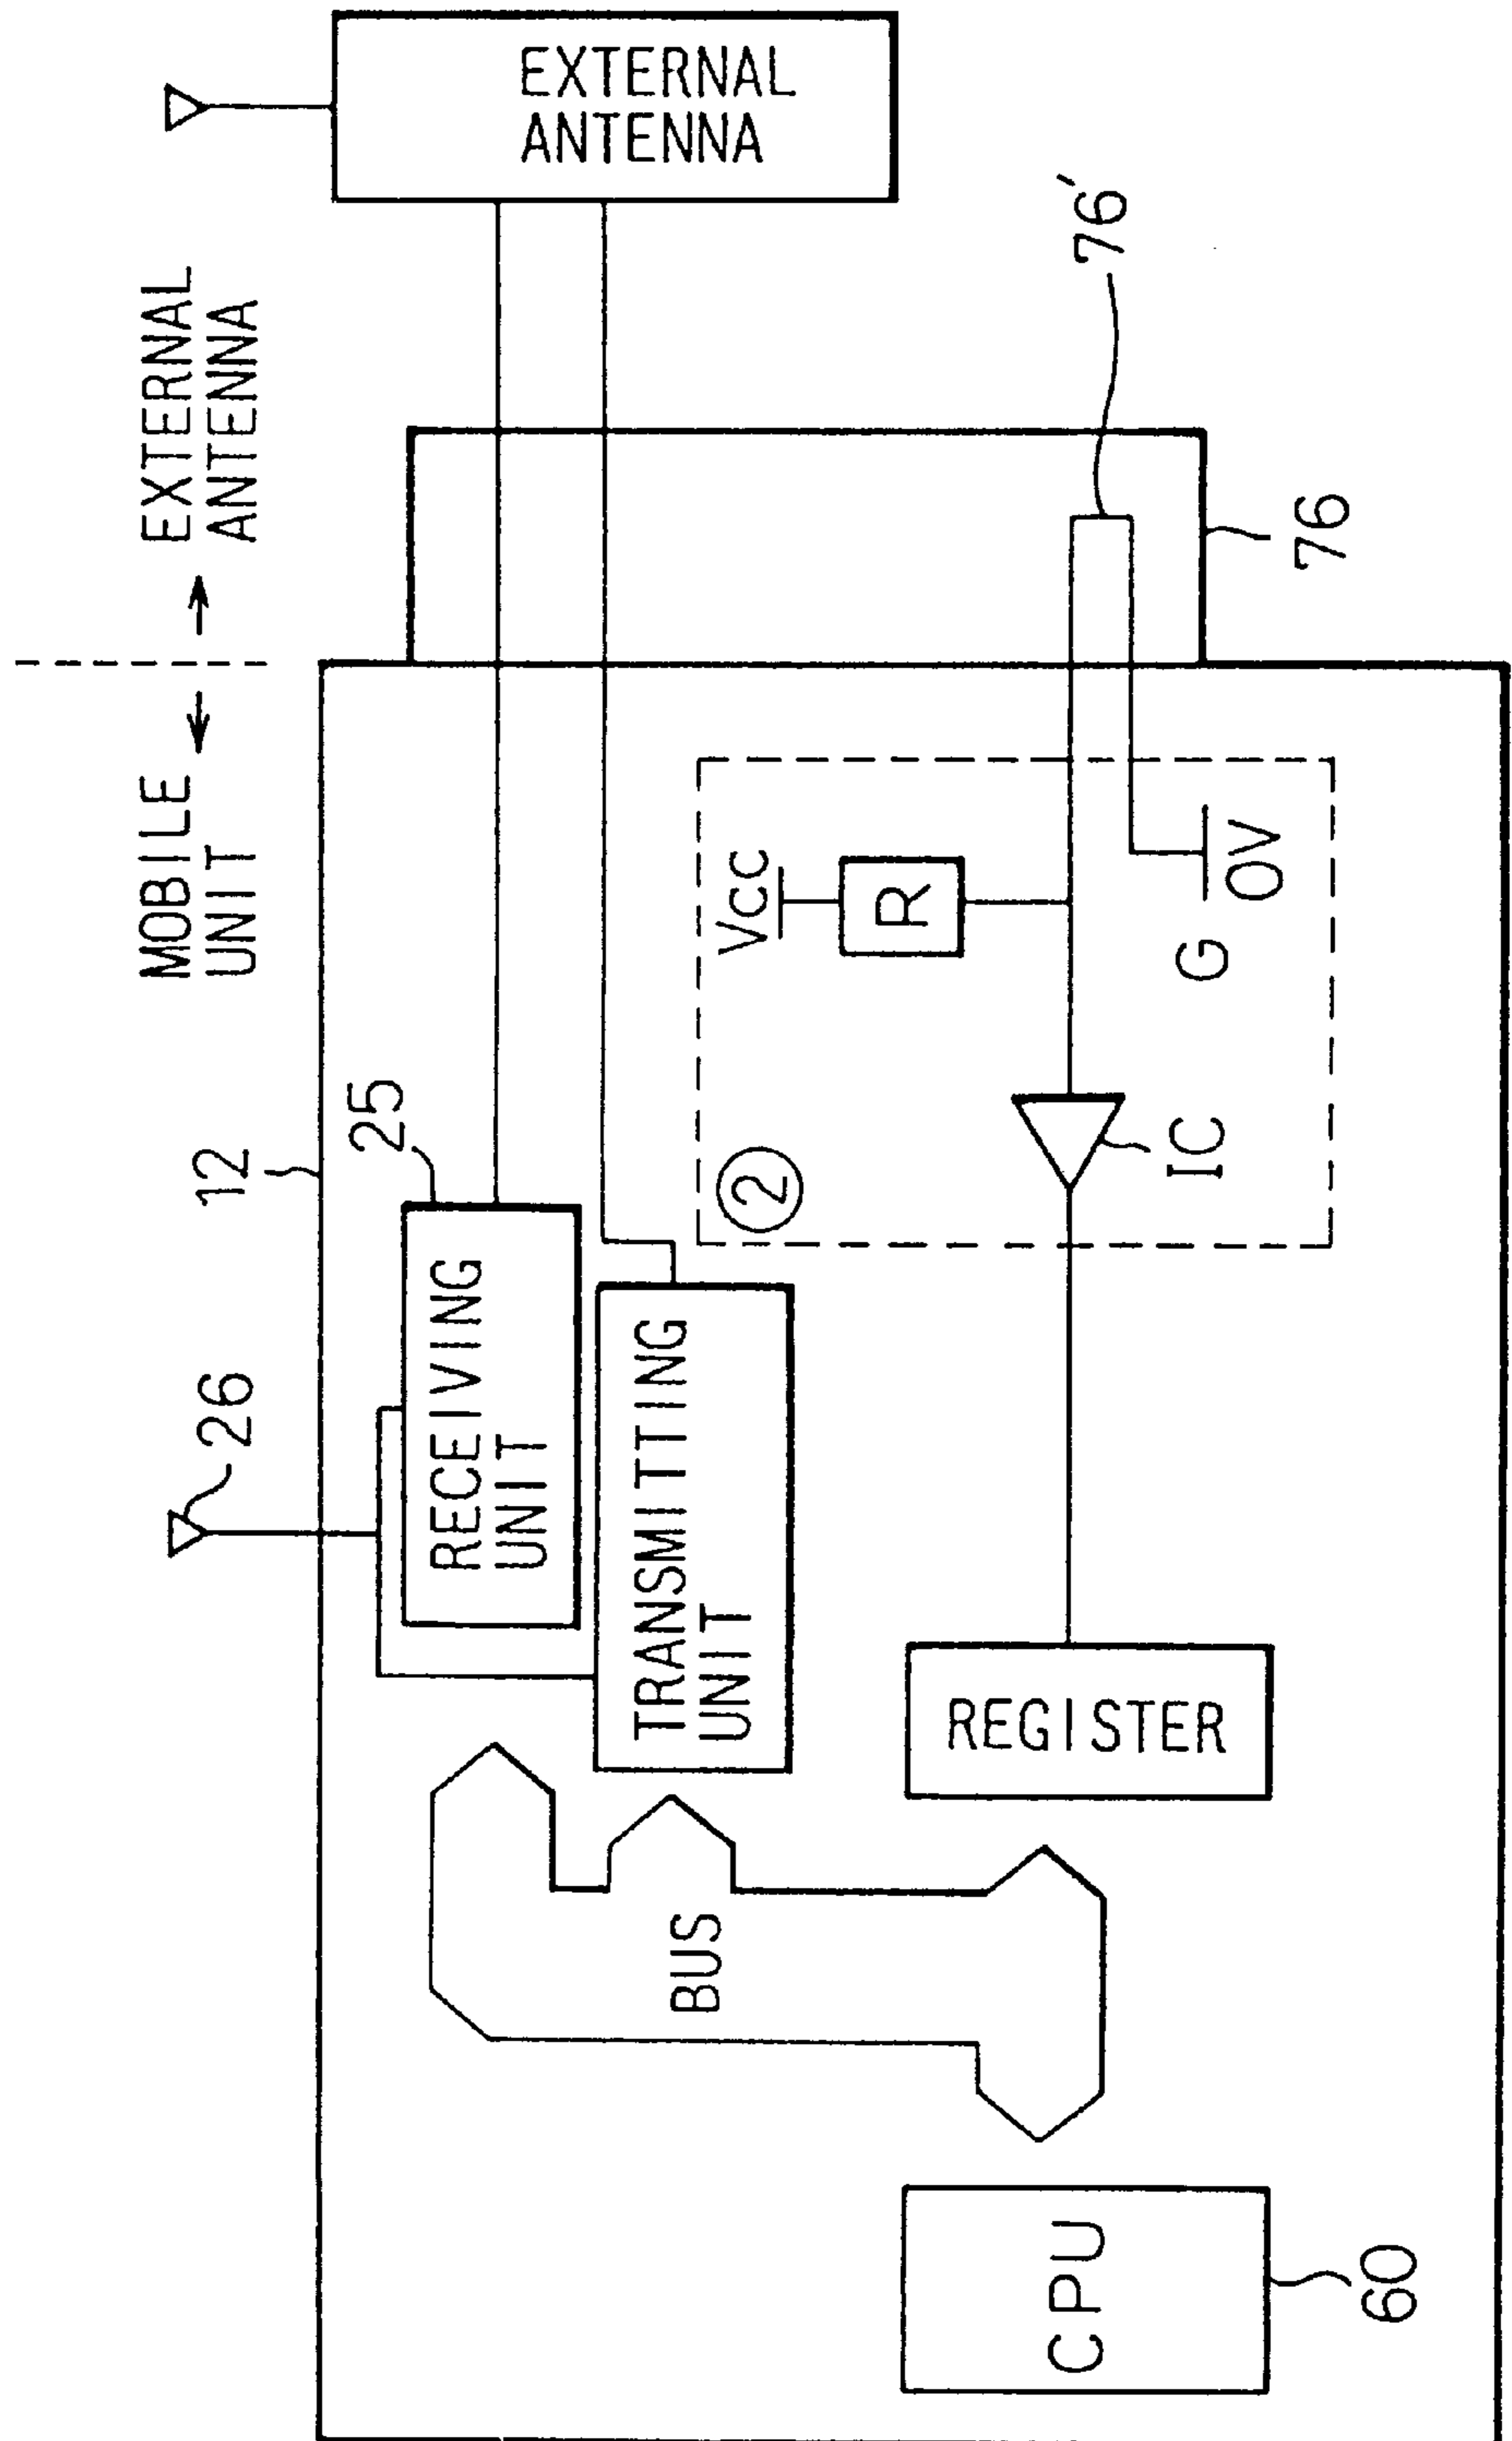 MOBILE
UNIT
EXTERNAL
ANTENNA
26
12
25
RECEIVING
UNIT
EXTERNAL
ANTENNA
TRANSMITTING
UNIT
BUS
2
Vcc
R
REGISTER
IC
G
0V
76'
CPU
60
76